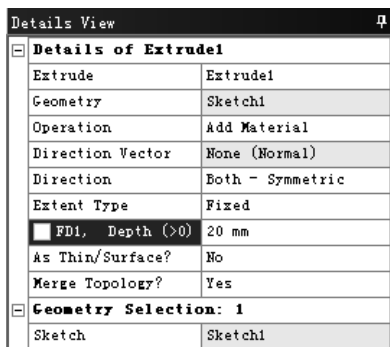 Details View
Details of Extrude1
Extrude Extrude1
Geometry Sketch1
Operation Add Material
Direction Vector None (Normal)
Direction Both - Symmetric
Extent Type Fixed
FD1, Depth (>0) 20 mm
As Thin/Surface? No
Merge Topology? Yes
Geometry Selection: 1
Sketch Sketch1